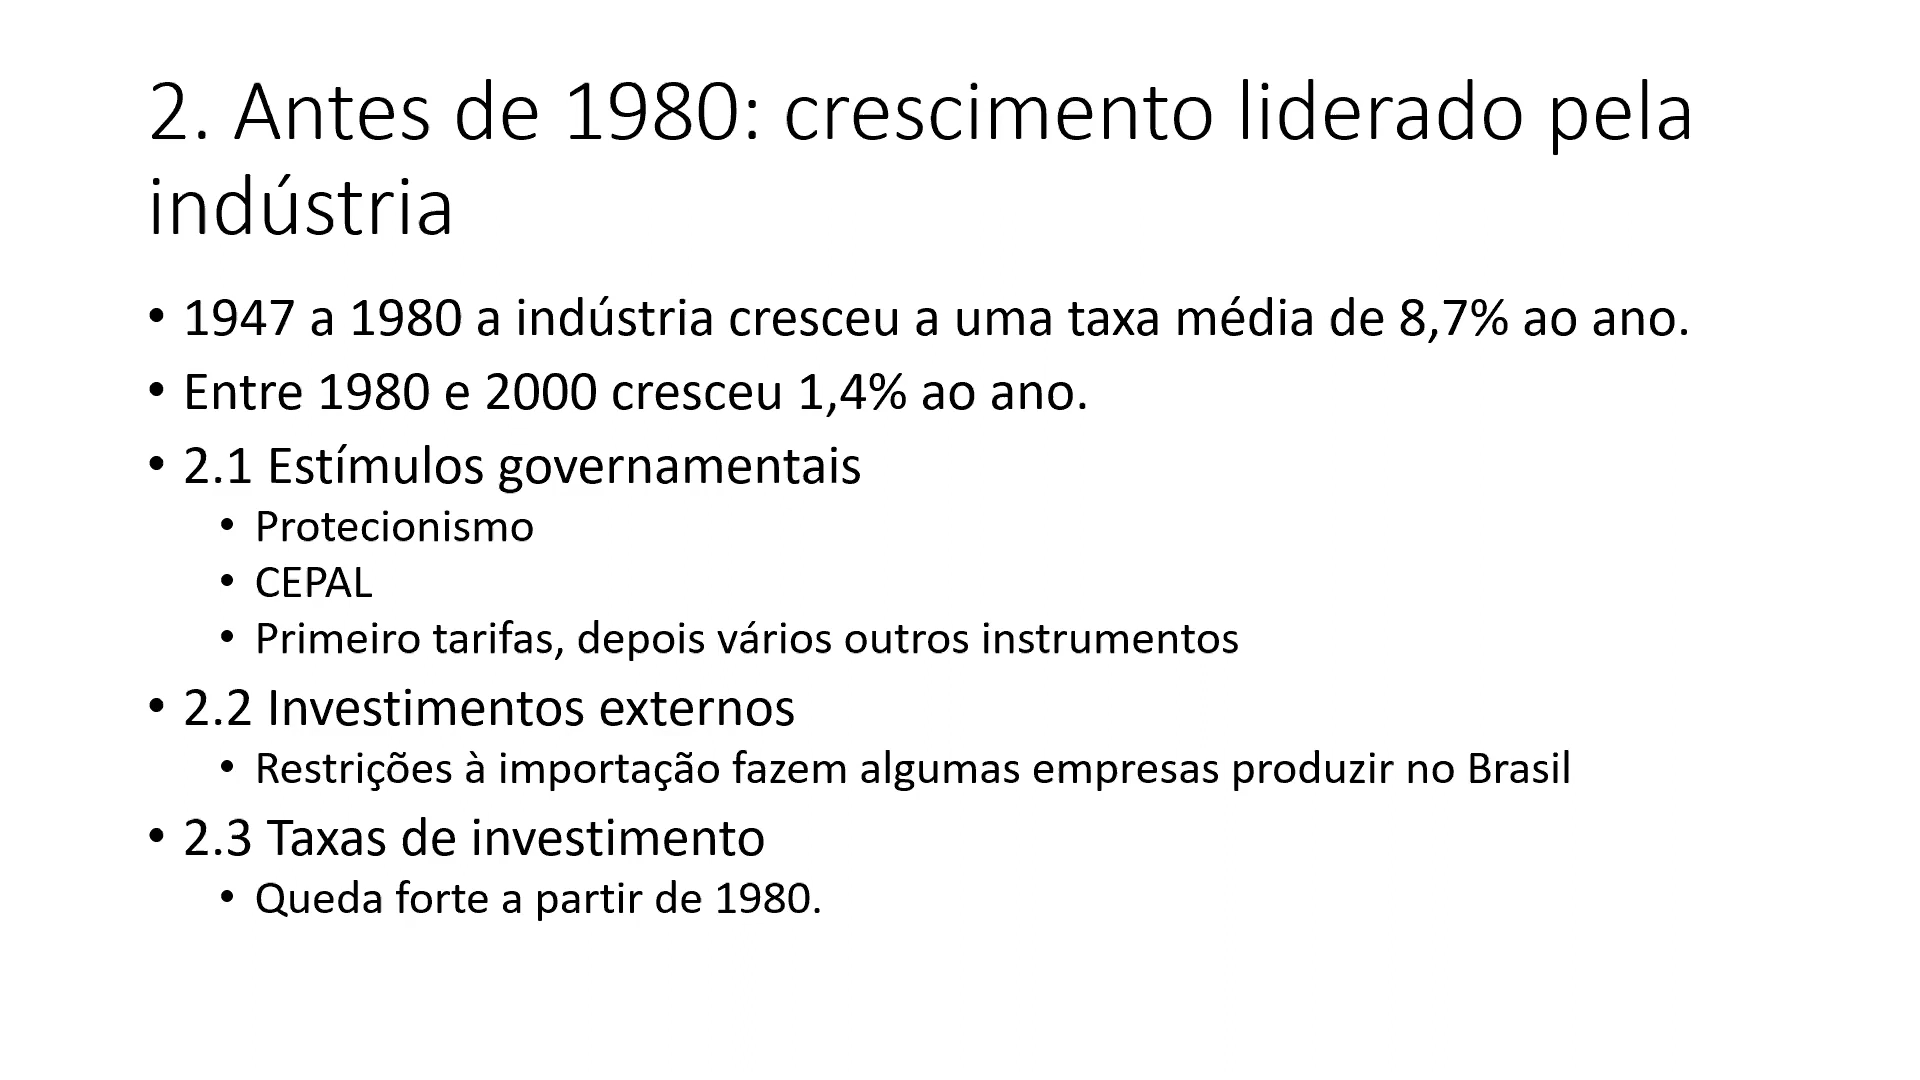 2. Antes de 1980: crescimento liderado pela
indústria
• 1947 a 1980 a indústria cresceu a uma taxa média de 8,7% ao ano.
• Entre 1980 e 2000 cresceu 1,4% ao ano.
• 2.1 Estímulos governamentais
• Protecionismo
• CEPAL
• Primeiro tarifas, depois vários outros instrumentos
• 2.2 Investimentos externos
• Restrições à importação fazem algumas empresas produzir no Brasil
• 2.3 Taxas de investimento
• Queda forte a partir de 1980.